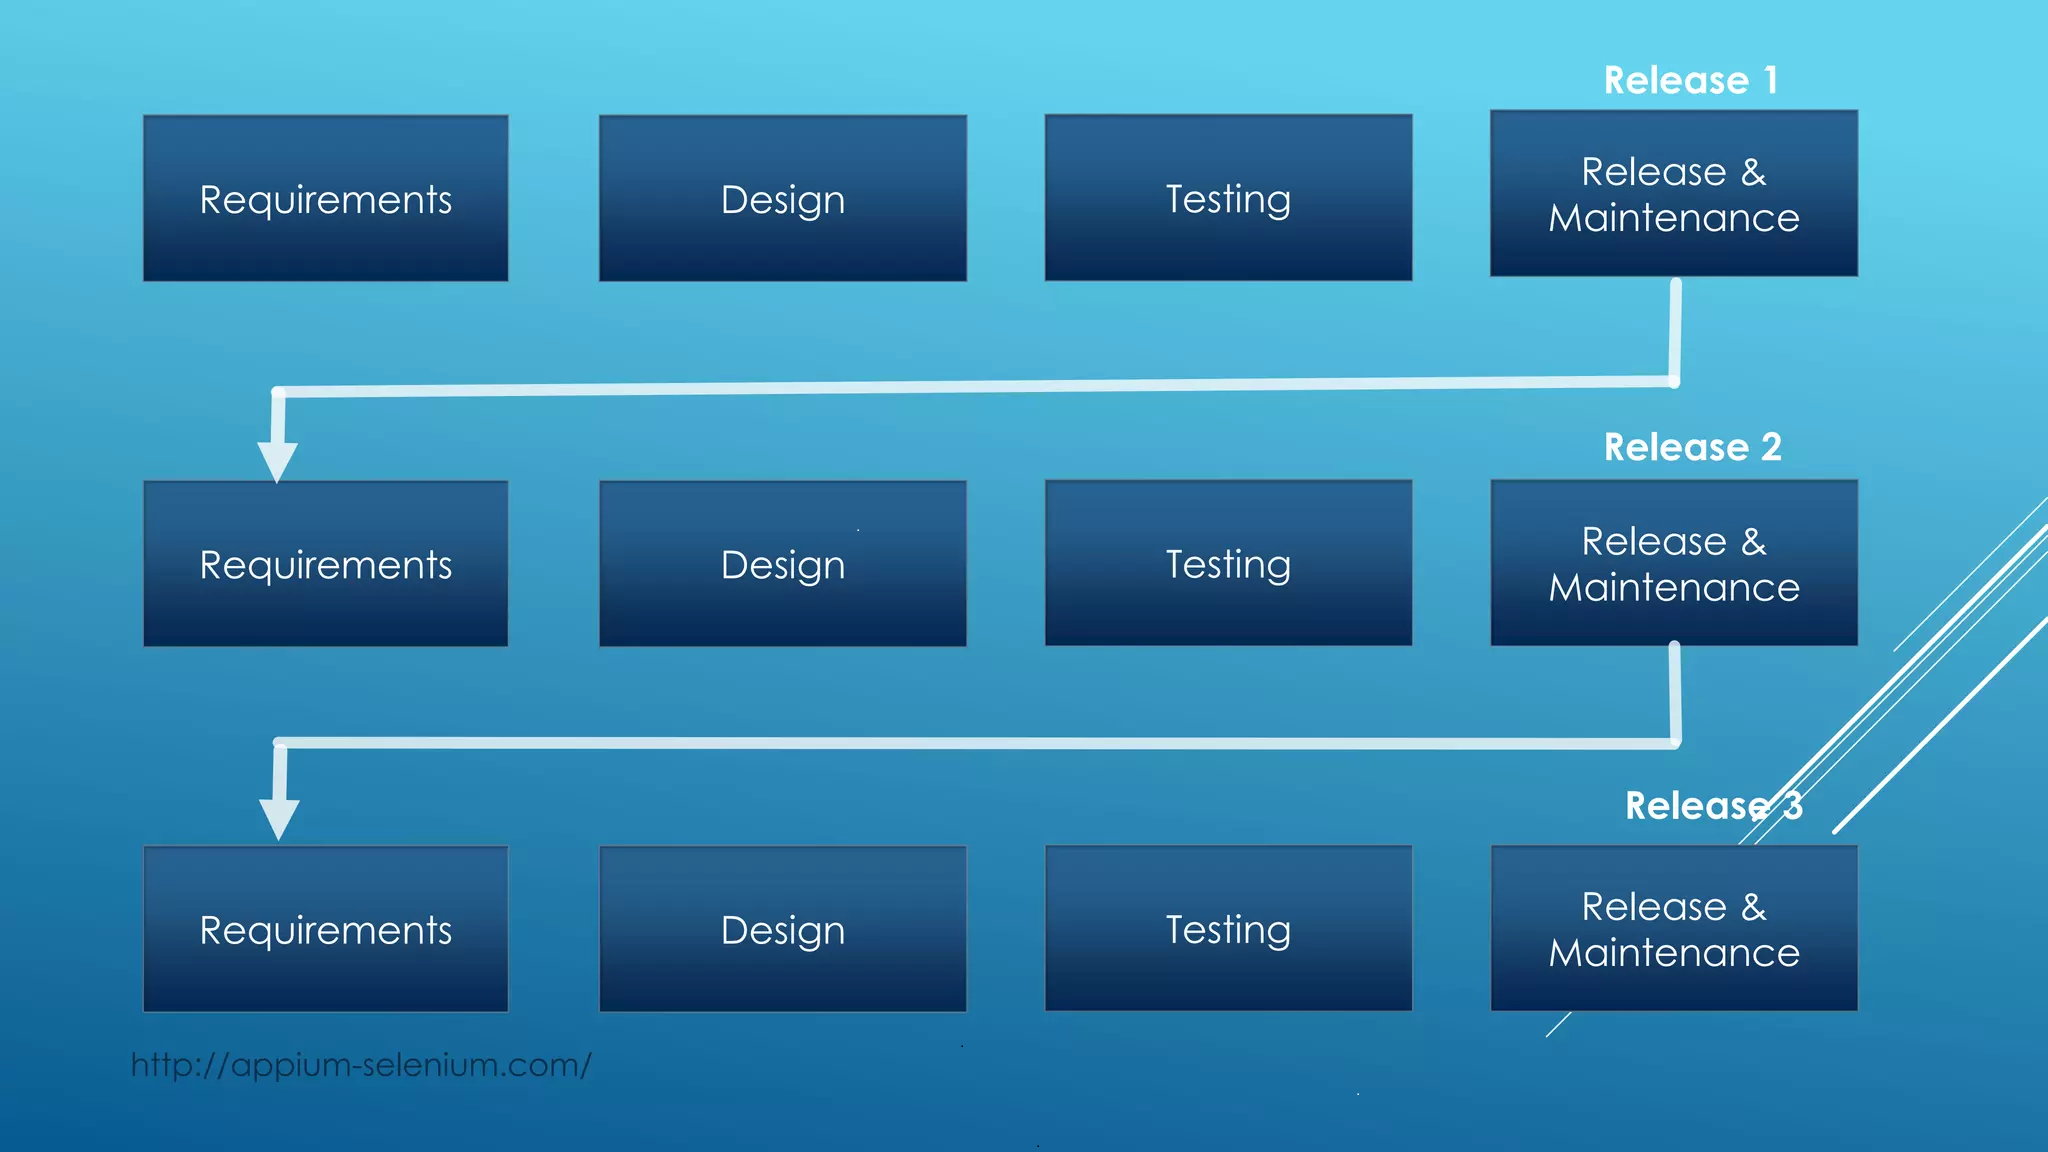 Release 1
Requirements
Design
Testing
Release &
Maintenance
Release 2
Requirements
Design
Testing
Release &
Maintenance
Release 3
Requirements
Design
Testing
Release &
Maintenance
http://appium-selenium.com/